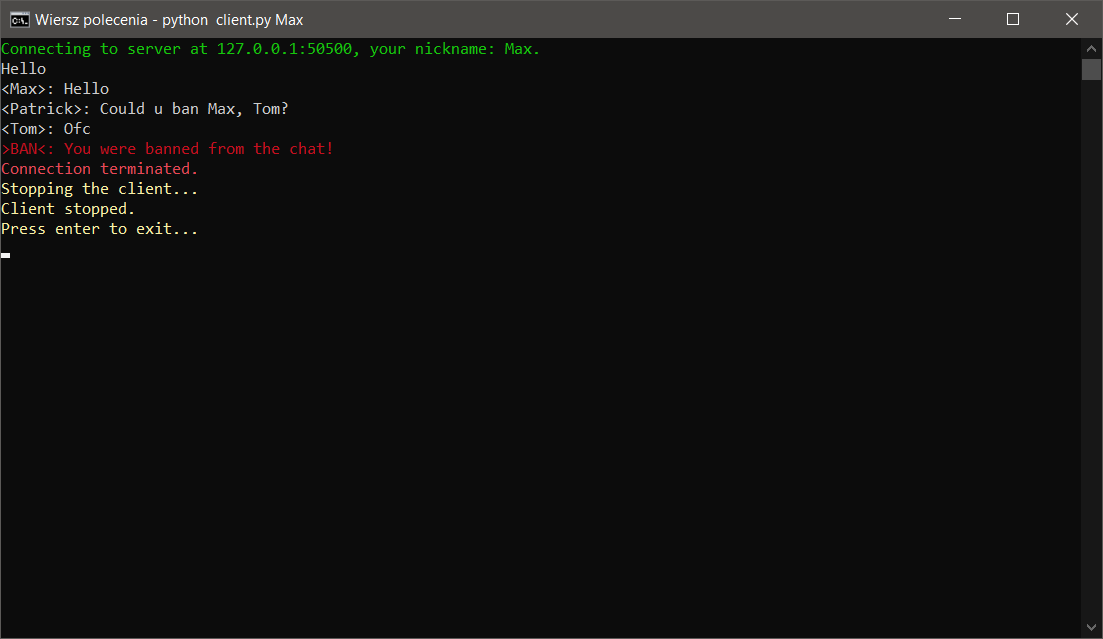 Wiersz polecenia - python  client.py Max
Connecting to server at 127.0.0.1:50500, your nickname: Max.
Hello
<Max>: Hello
<Patrick>: Could u ban Max, Tom?
<Tom>: Ofc
>BAN<: You were banned from the chat!
Connection terminated.
Stopping the client...
Client stopped.
Press enter to exit...